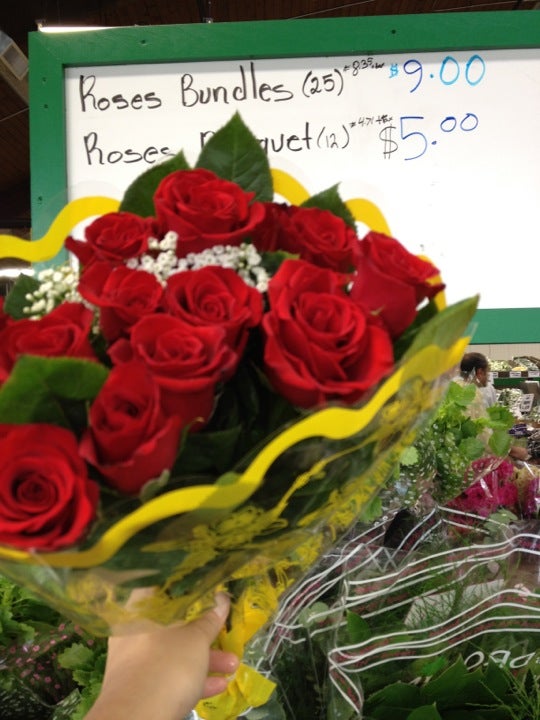 Roses Bundles (25) $9.00
Roses (12) $5.00